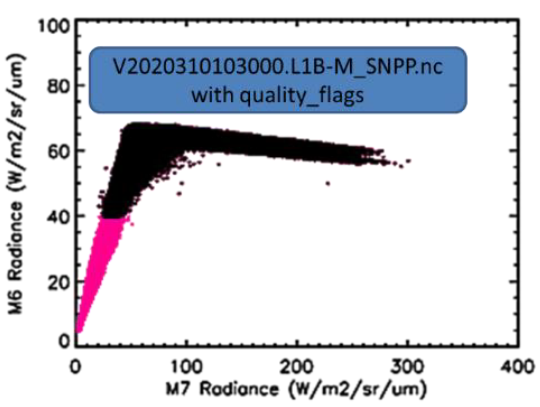 100
V2020310103000.L1B-M_SNPP.nc
with quality_flags
80
60
40
20
0
M6 Radiance (W/m2/sr/um)
0 100 200 300 400
M7 Radiance (W/m2/sr/um)